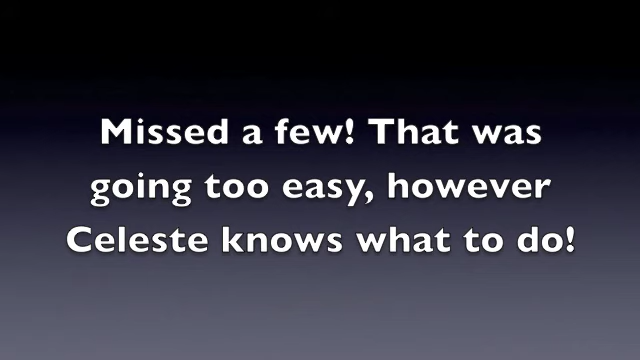 Missed a few! That was
going too easy, however
Celeste knows what to do!